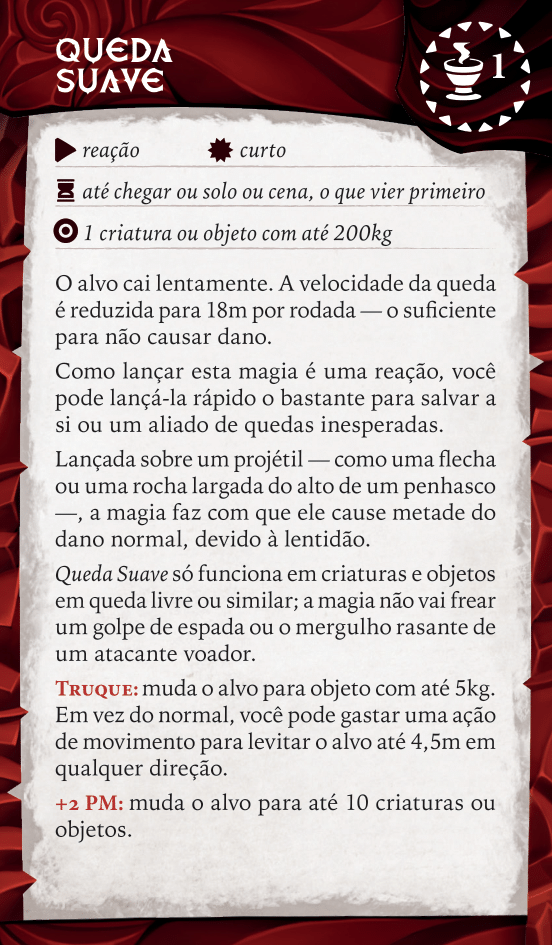 QUEDA
SUAVE
1
reação curto
até chegar ou solo ou cena, o que vier primeiro
1 criatura ou objeto com até 200kg
O alvo cai lentamente. A velocidade da queda
é reduzida para 18m por rodada — o suficiente
para não causar dano.
Como lançar esta magia é uma reação, você
pode lançá-la rápido o bastante para salvar a
si ou um aliado de quedas inesperadas.
Lançada sobre um projétil — como uma flecha
ou uma rocha largada do alto de um penhasco
—, a magia faz com que ele cause metade do
dano normal, devido à lentidão.
Queda Suave só funciona em criaturas e objetos
em queda livre ou similar; a magia não vai frear
um golpe de espada ou o mergulho rasante de
um atacante voador.
Truque: muda o alvo para objeto com até 5kg.
Em vez do normal, você pode gastar uma ação
de movimento para levitar o alvo até 4,5m em
qualquer direção.
+2 PM: muda o alvo para até 10 criaturas ou
objetos.